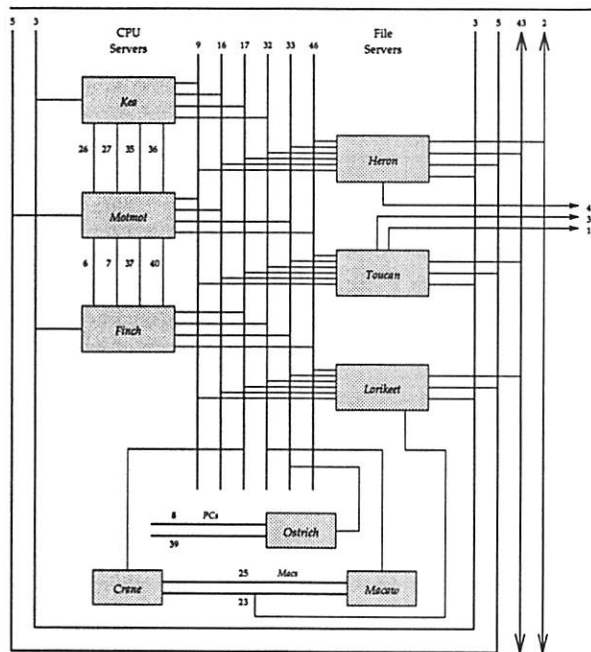 5 3 CPU File 3 5 43 2
Servers 9 16 17 32 33 46 Servers
Kea
26 27 35 36
Heron
Motmot
4
3
1
6 7 37 40
Toucan
Finch
Lorikeet
8 PCs
Ostrich
39
25 Macs
Crane Macaw
23